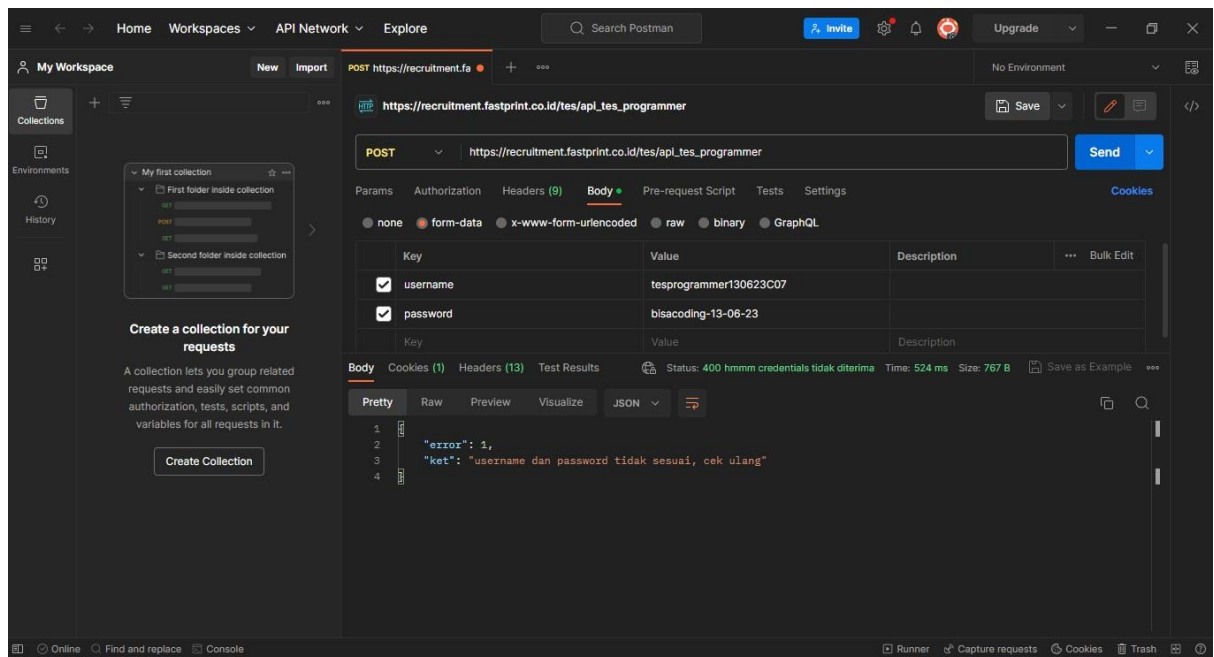 Home Workspaces API Network Explore Search Postman Invite Upgrade
My Workspace New Import POST https://recruitment.fa No Environment
Collections
https://recruitment.fastprint.co.id/tes/api_tes_programmer Save
Environments
POST https://recruitment.fastprint.co.id/tes/api_tes_programmer Send
My first collection
First folder inside collection
GET
POST
GET
Second folder inside collection
GET
GET
History
Params Authorization Headers (9) Body Pre-request Script Tests Settings Cookies
none form-data x-www-form-urlencoded raw binary GraphQL
Key Value Description Bulk Edit
username tesprogrammer130623C07
password bisacoding-13-06-23
Key Value Description
Create a collection for your
requests
A collection lets you group related
requests and easily set common
authorization, tests, scripts, and
variables for all requests in it.
Create Collection
Body Cookies (1) Headers (13) Test Results Status: 400 hmmm credentials tidak diterima Time: 524 ms Size: 767 B Save as Example
Pretty Raw Preview Visualize JSON
1 {
2 "error": 1,
3 "ket": "username dan password tidak sesuai, cek ulang"
4 }
Online Find and replace Console Runner Capture requests Cookies Trash